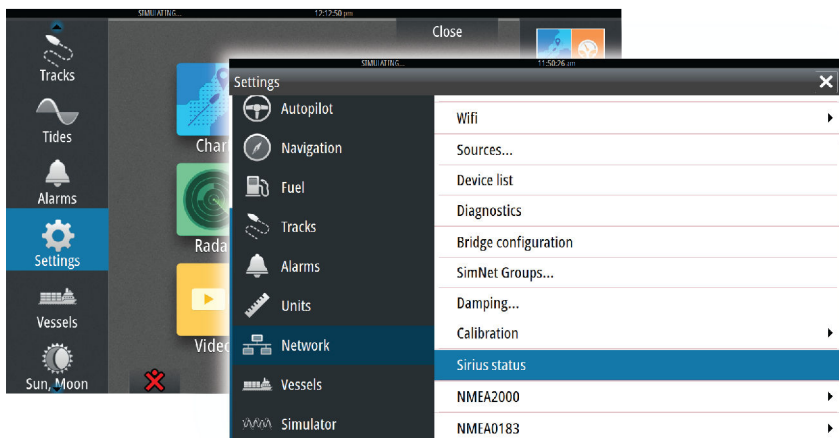 SIMULATING...
12:12:50 pm
Close
Tracks
Tides
Alarms
Settings
Vessels
Sun, Moon
Char
Rada
Video
SIMULATING...
11:50:26 am
Settings
Autopilot
Navigation
Fuel
Tracks
Alarms
Units
Network
Vessels
Simulator
Wifi
Sources...
Device list
Diagnostics
Bridge configuration
SimNet Groups...
Damping...
Calibration
Sirius status
NMEA2000
NMEA0183